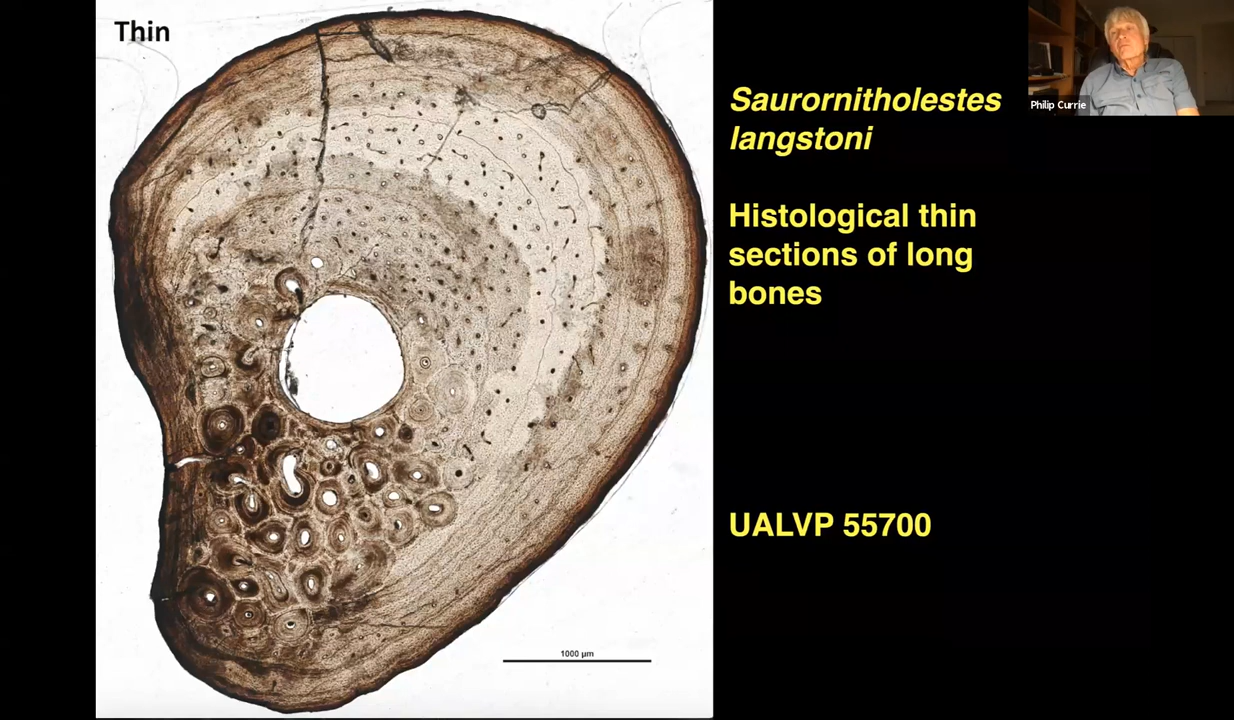 Thin
Saurornitholestes
langstoni
Histological thin
sections of long
bones
UALVP 55700
1000 µm
Philip Currie